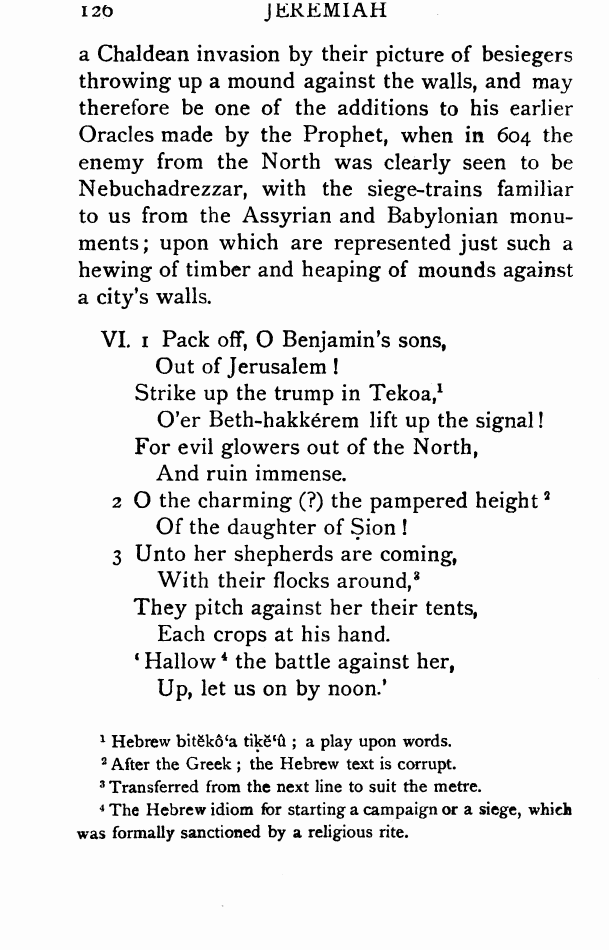 126 JEREMIAH
a Chaldean invasion by their picture of besiegers
throwing up a mound against the walls, and may
therefore be one of the additions to his earlier
Oracles made by the Prophet, when in 604 the
enemy from the North was clearly seen to be
Nebuchadrezzar, with the siege-trains familiar
to us from the Assyrian and Babylonian monu-
ments; upon which are represented just such a
hewing of timber and heaping of mounds against
a city's walls.
VI. 1 Pack off, O Benjamin's sons,
Out of Jerusalem !
Strike up the trump in Tekoa,¹
O'er Beth-hakkérem lift up the signal !
For evil glowers out of the North,
And ruin immense.
2 O the charming (?) the pampered height ²
Of the daughter of Ṣion !
3 Unto her shepherds are coming,
With their flocks around,³
They pitch against her their tents,
Each crops at his hand.
‘ Hallow ⁴ the battle against her,
Up, let us on by noon.’
¹ Hebrew bitĕkô‘a tiḳĕ‘û ; a play upon words.
² After the Greek ; the Hebrew text is corrupt.
³ Transferred from the next line to suit the metre.
⁴ The Hebrew idiom for starting a campaign or a siege, which
was formally sanctioned by a religious rite.